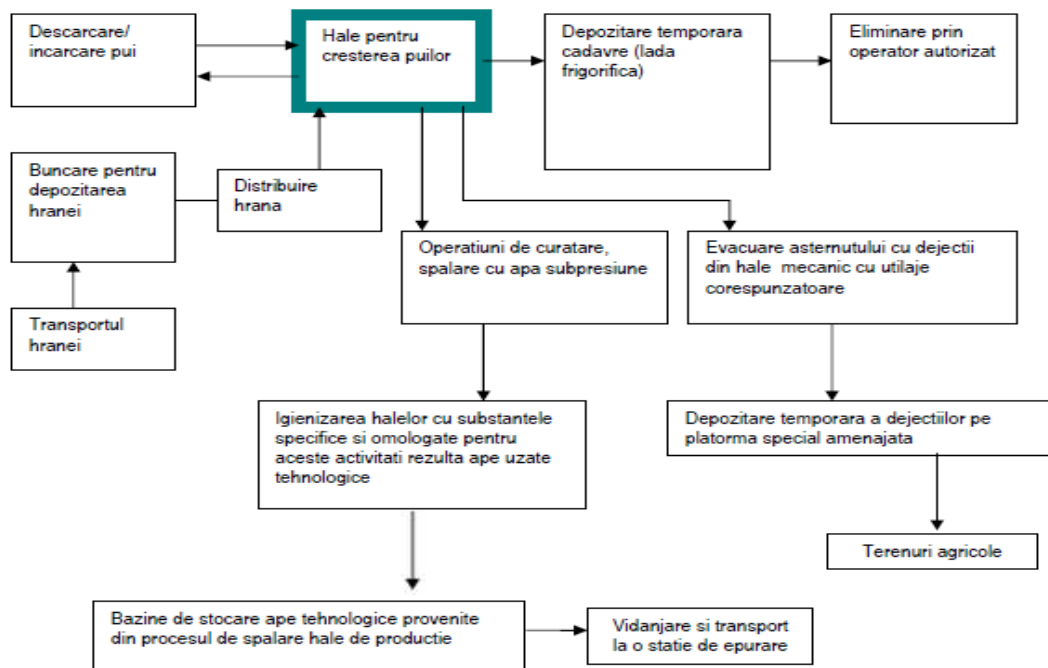 Descarcare/
incarcare pui
Hale pentru
cresterea puilor
Depozitare temporara
cadavre (lada
frigorifica)
Eliminare prin
operator autorizat
Buncare pentru
depozitarea
hranei
Distribuire
hrana
Transportul
hranei
Operatiuni de curatare,
spalare cu apa subpresiune
Evacuare asternutului cu dejectii
din hale mecanic cu utilaje
corespunzatoare
Igienizarea halelor cu substantele
specifice si omologate pentru
aceste activitati rezulta ape uzate
tehnologice
Depozitare temporara a dejectiilor pe
platforma special amenajata
Terenuri agricole
Bazine de stocare ape tehnologice provenite
din procesul de spalare hale de productie
Vidanjare si transport
la o statie de epurare